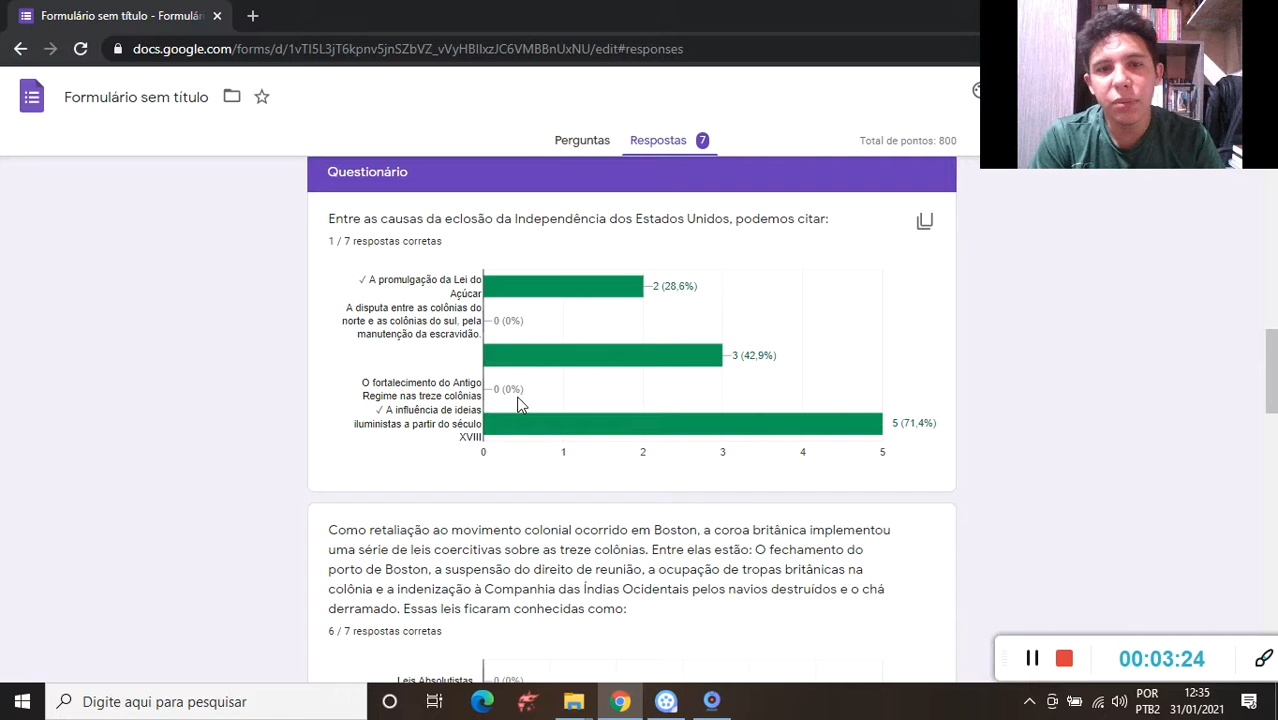 Formulário sem título - Formulár
docs.google.com/forms/d/1vTI5L3jT6kpnv5jnSZbVZ_vVyHBIIxzJC6VMBBnUxNU/edit#responses
Formulário sem título
Perguntas
Respostas 7
Total de pontos: 800
Questionário
Entre as causas da eclosão da Independência dos Estados Unidos, podemos citar:
1 / 7 respostas corretas
✓ A promulgação da Lei do
Açúcar
2 (28,6%)
A disputa entre as colônias do
norte e as colônias do sul, pela
manutenção da escravidão.
0 (0%)
3 (42,9%)
O fortalecimento do Antigo
Regime nas treze colônias
0 (0%)
✓ A influência de ideias
iluministas a partir do século
XVIII
5 (71,4%)
0 1 2 3 4 5
Como retaliação ao movimento colonial ocorrido em Boston, a coroa britânica implementou
uma série de leis coercitivas sobre as treze colônias. Entre elas estão: O fechamento do
porto de Boston, a suspensão do direito de reunião, a ocupação de tropas britânicas na
colônia e a indenização à Companhia das Índias Ocidentais pelos navios destruídos e o chá
derramado. Essas leis ficaram conhecidas como:
6 / 7 respostas corretas
Leis Absolutistas
0 (0%)
00:03:24
Digite aqui para pesquisar
POR
PTB2
12:35
31/01/2021